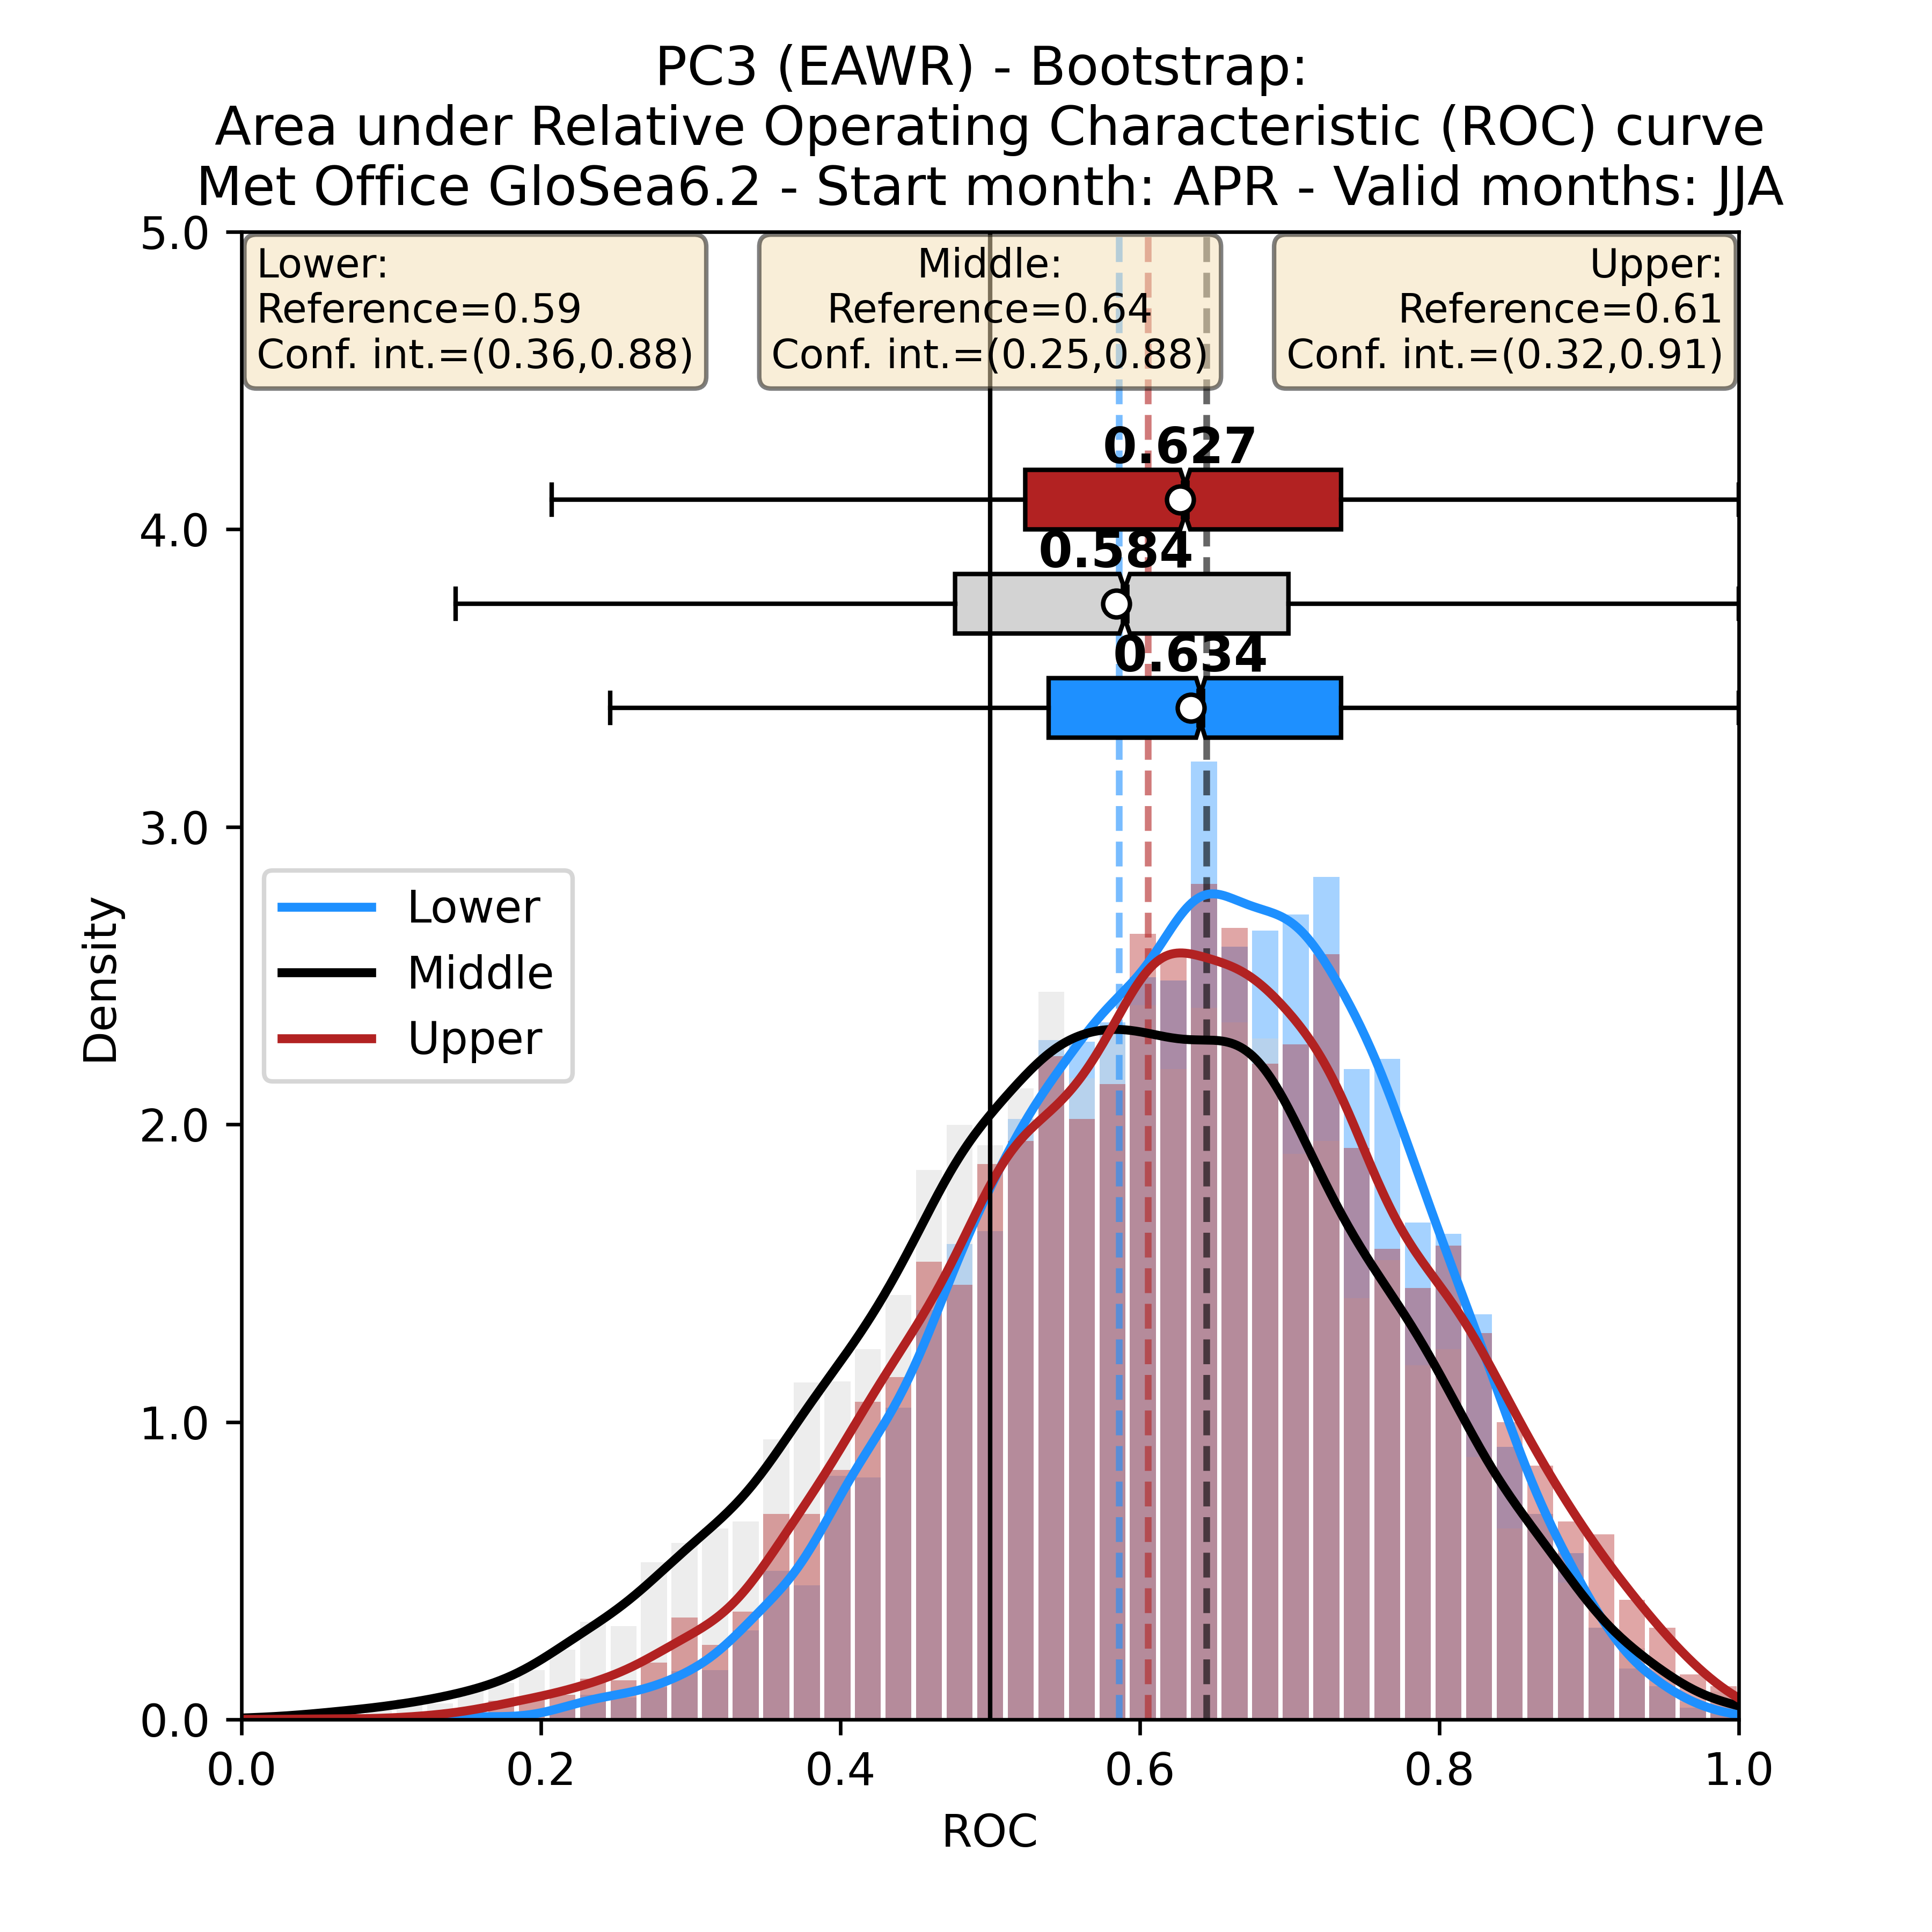 PC3 (EAWR) - Bootstrap:
Area under Relative Operating Characteristic (ROC) curve
Met Office GloSea6.2 - Start month: APR - Valid months: JJA
Lower:
Reference=0.59
Conf. int.=(0.36,0.88)
Middle:
Reference=0.64
Conf. int.=(0.25,0.88)
Upper:
Reference=0.61
Conf. int.=(0.32,0.91)
0.627
0.584
0.634
Lower
Middle
Upper
Density
5.0
4.0
3.0
2.0
1.0
0.0
0.0
0.2
0.4
0.6
0.8
1.0
ROC